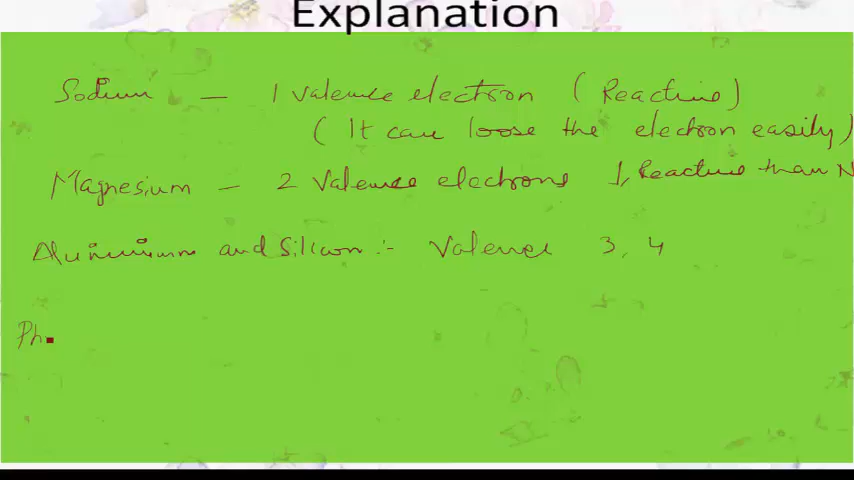 Explanation
Sodium — 1 valence electron (Reactive)
(It can loose the electron easily)
Magnesium — 2 Valence electrons ↓ Reactive than N
Aluminium and Silicon :- Valence 3, 4
Ph